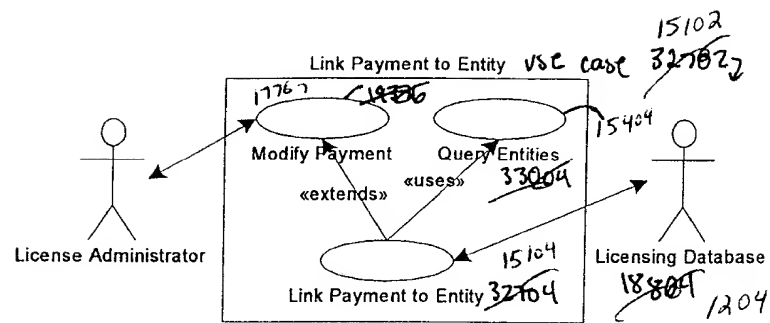 15102
Link Payment to Entity use case 32702
17767
Modify Payment Query Entities 15404
«extends» «uses» 33004
License Administrator
Licensing Database
15104
Link Payment to Entity 32704
1204